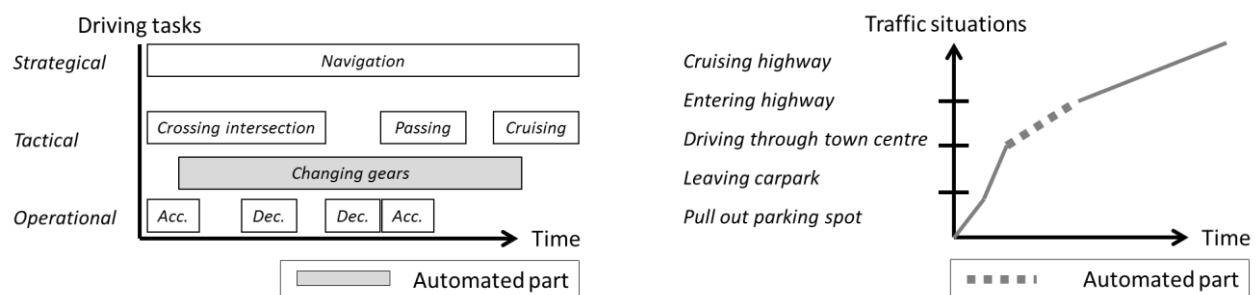 Driving tasks
Strategical
Navigation
Tactical
Crossing intersection
Passing
Cruising
Changing gears
Operational
Acc.
Dec.
Dec.
Acc.
Time
Automated part
Traffic situations
Cruising highway
Entering highway
Driving through town centre
Leaving carpark
Pull out parking spot
Time
Automated part